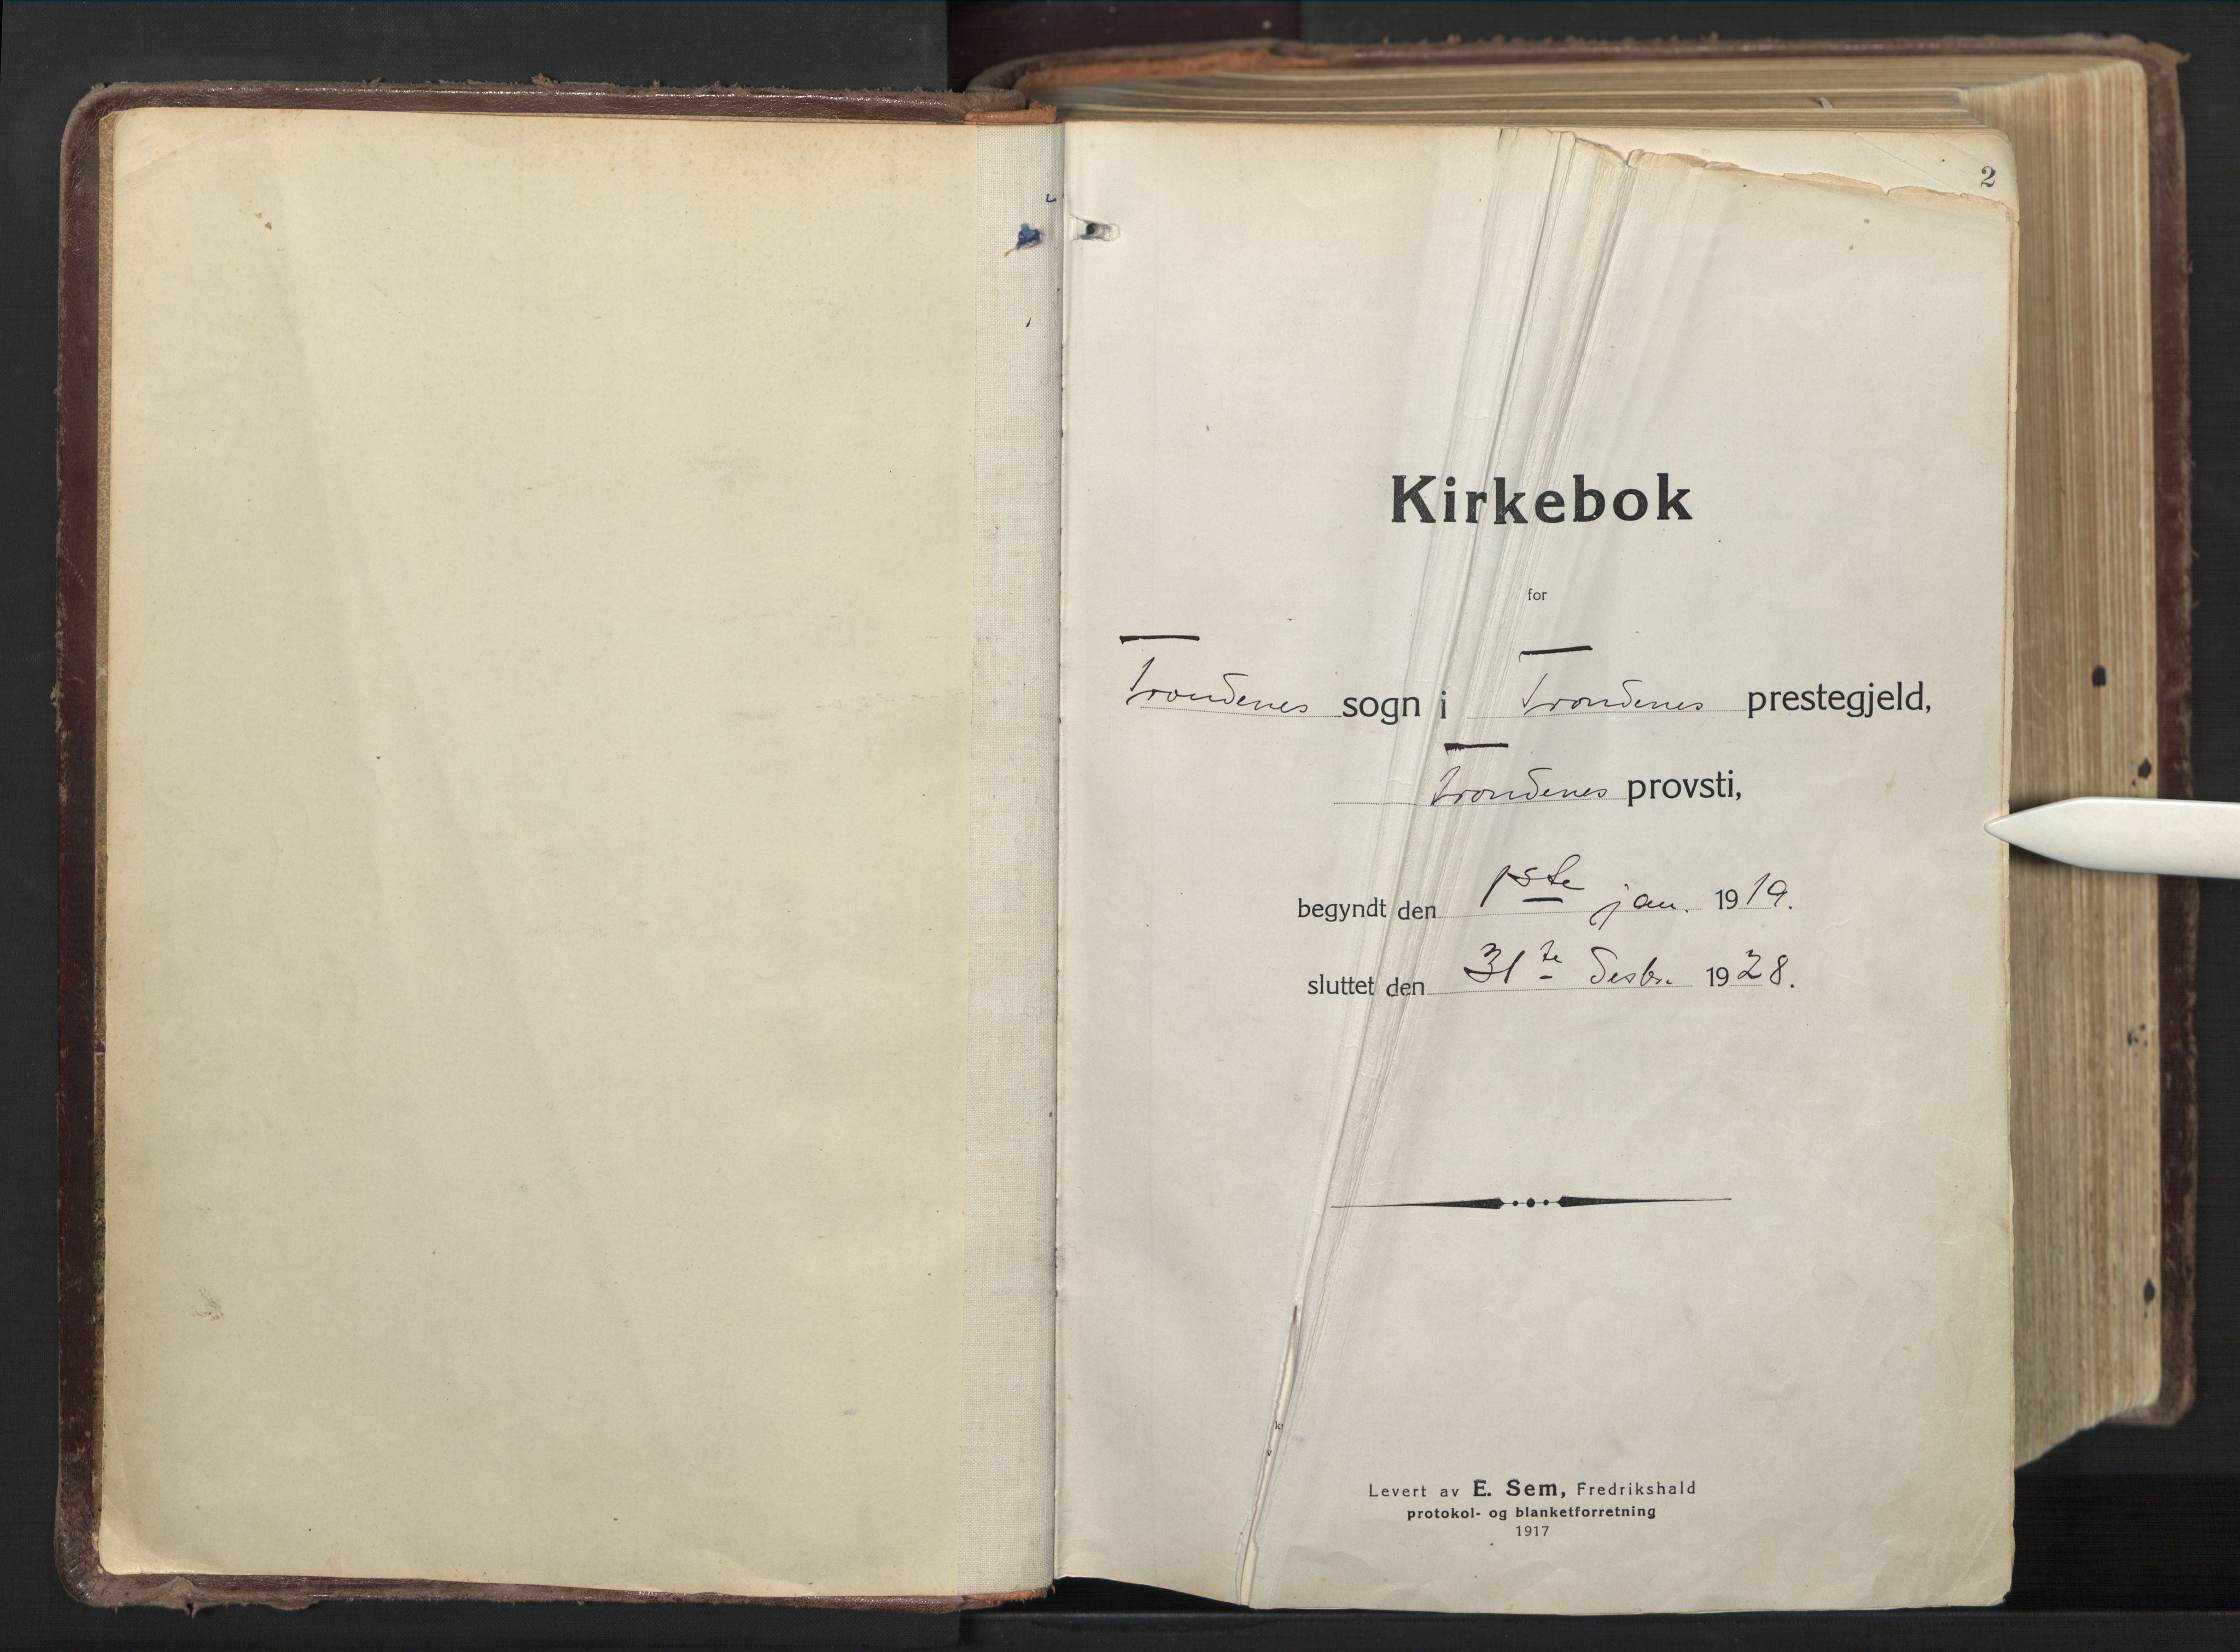 2
Kirkebok
for
Trondenes sogn i Trondenes prestegjeld,
Trondenes provsti,
begyndt den 1ste jan. 1919.
sluttet den 31te desbr. 1928.
Levert av E. Sem, Fredrikshald
protokol- og blanketforretning
1917